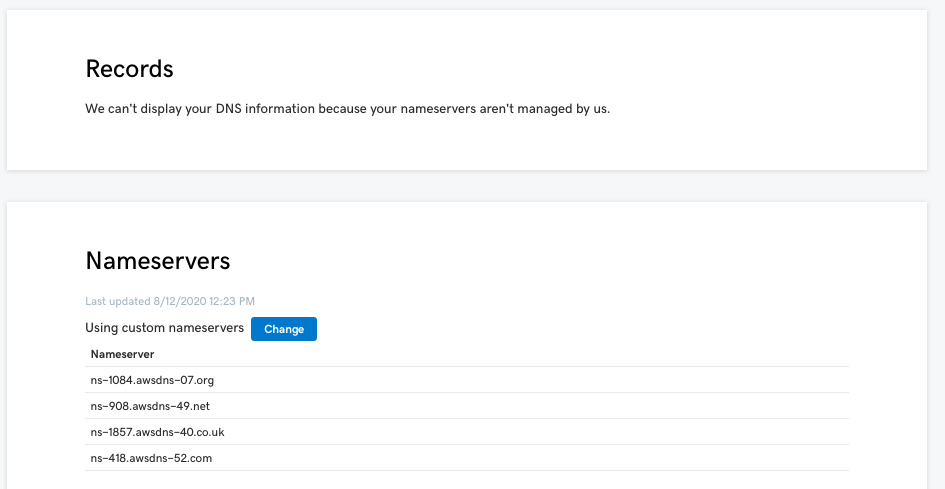 Records
We can't display your DNS information because your nameservers aren't managed by us.
Nameservers
Last updated 8/12/2020 12:23 PM
Using custom nameservers Change
Nameserver
ns-1084.awsdns-07.org
ns-908.awsdns-49.net
ns-1857.awsdns-40.co.uk
ns-418.awsdns-52.com